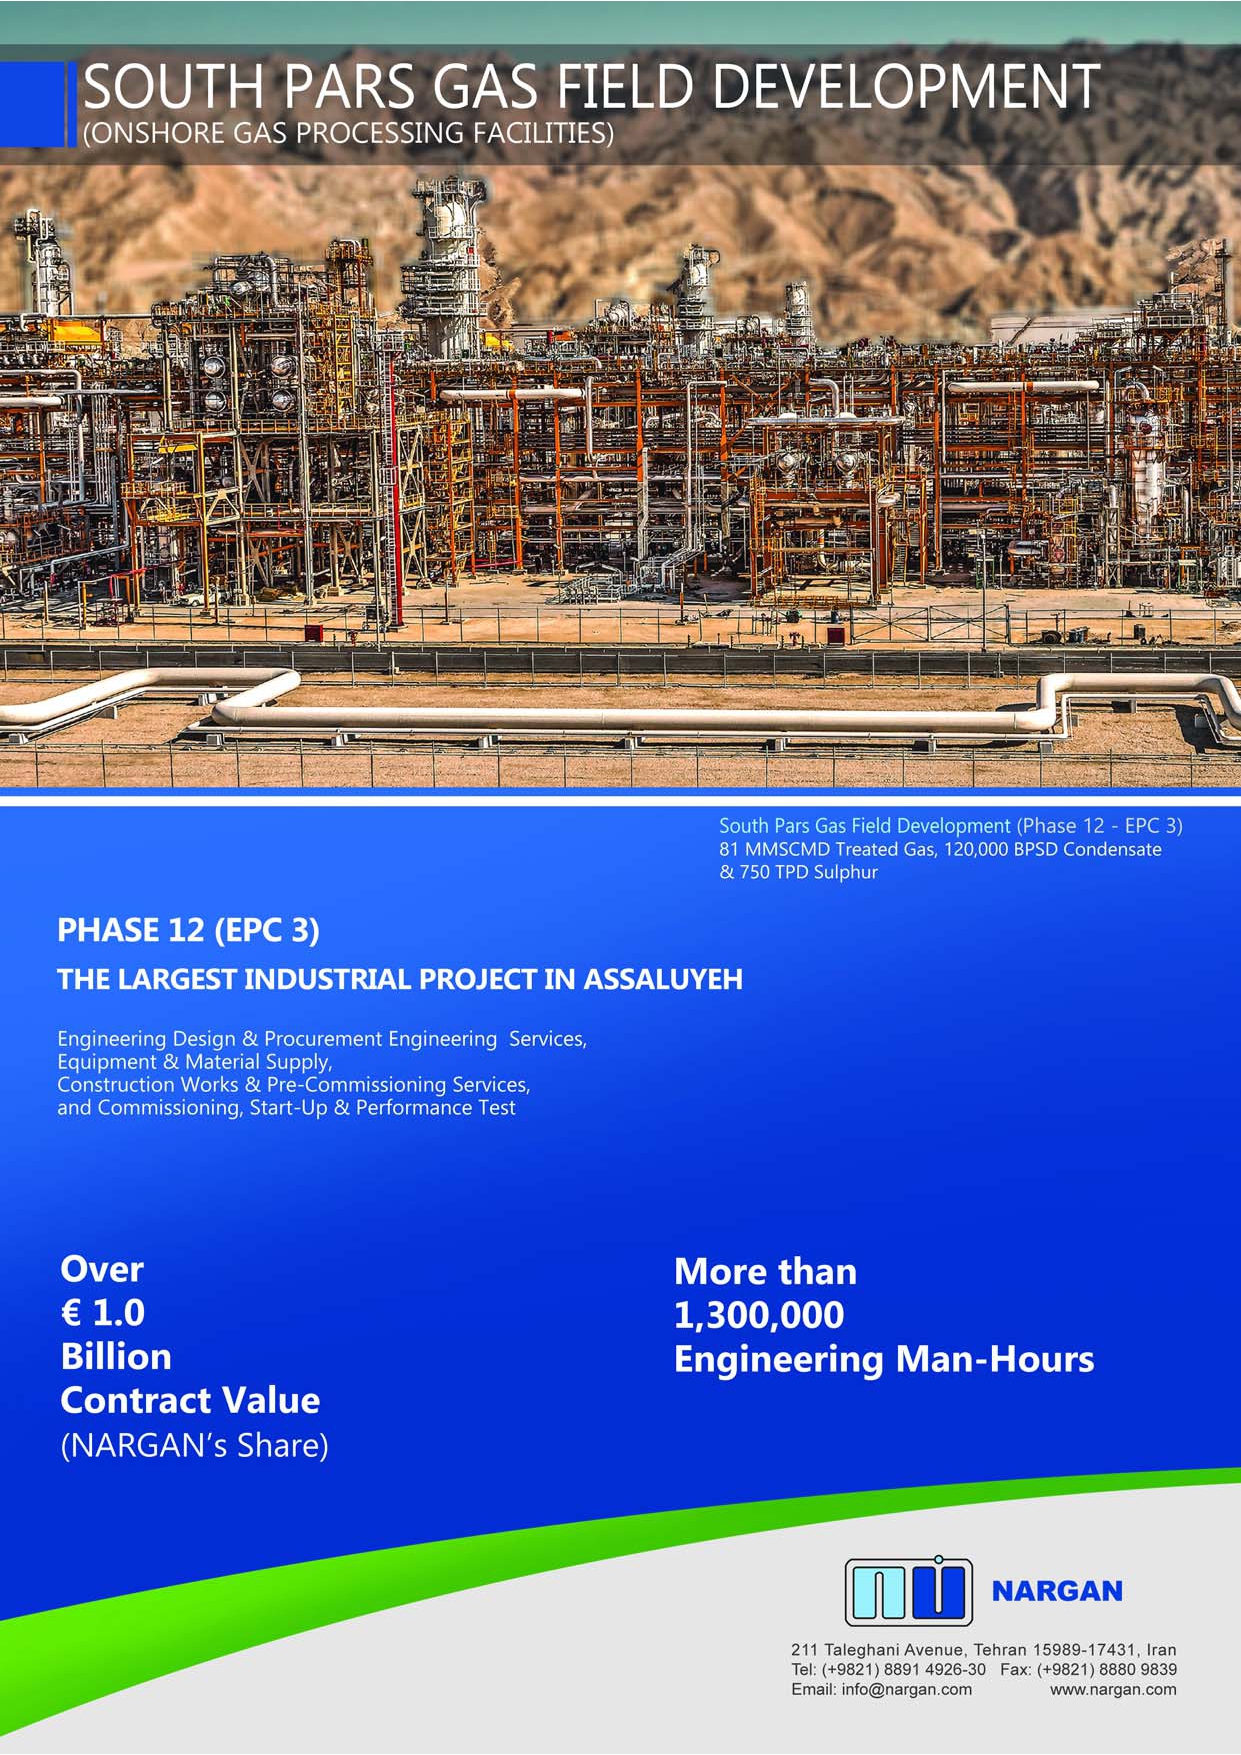 SOUTH PARS GAS FIELD DEVELOPMENT
(ONSHORE GAS PROCESSING FACILITIES)
South Pars Gas Field Development (Phase 12 - EPC 3)
81 MMSCMD Treated Gas, 120,000 BPSD Condensate
& 750 TPD Sulphur
PHASE 12 (EPC 3)
THE LARGEST INDUSTRIAL PROJECT IN ASSALUYEH
Engineering Design & Procurement Engineering Services,
Equipment & Material Supply,
Construction Works & Pre-Commissioning Services,
and Commissioning, Start-Up & Performance Test
Over
€ 1.0
Billion
Contract Value
(NARGAN's Share)
More than
1,300,000
Engineering Man-Hours
ni NARGAN
211 Taleghani Avenue, Tehran 15989-17431, Iran
Tel: (+9821) 8891 4926-30 Fax: (+9821) 8880 9839
Email: info@nargan.com www.nargan.com